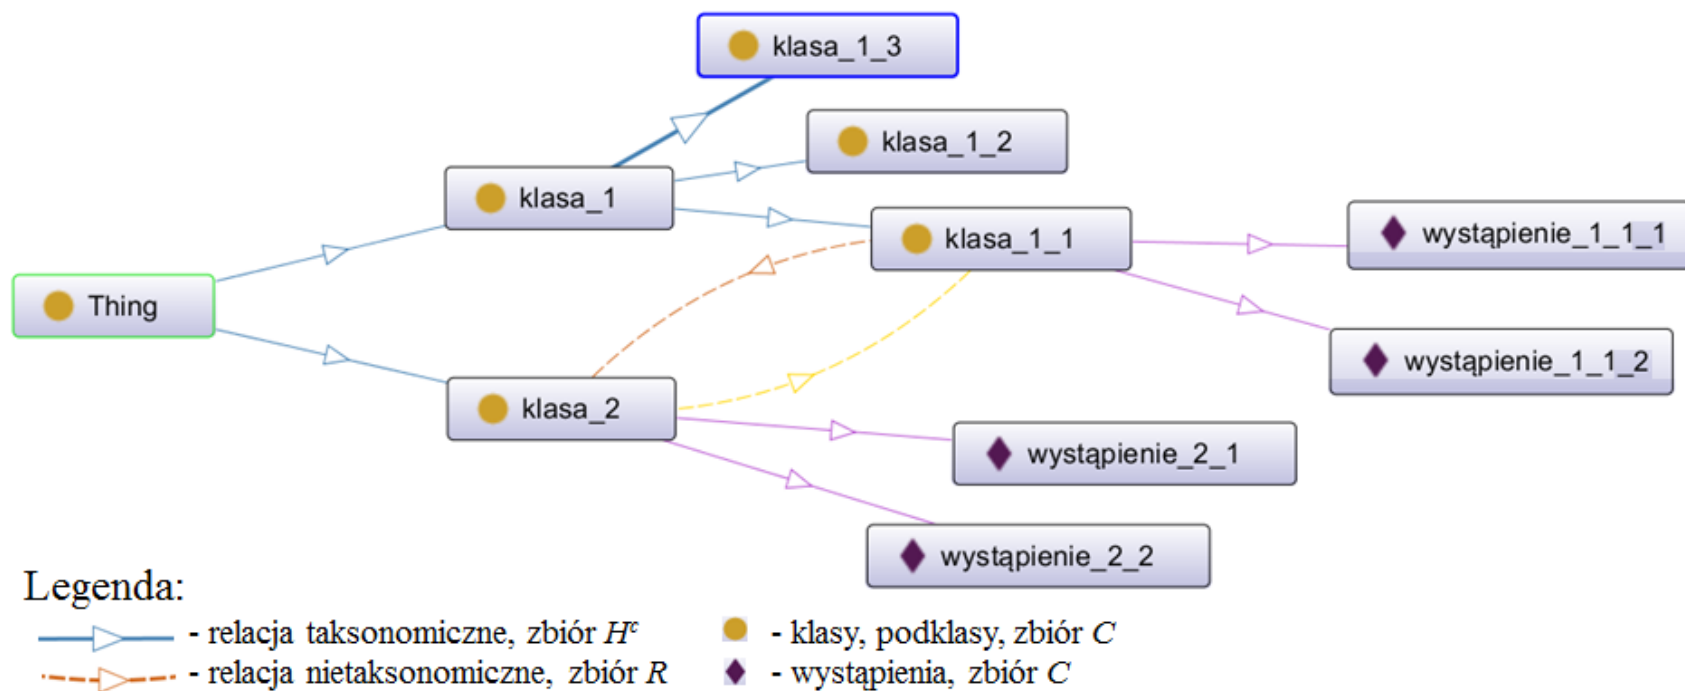 klasa_1_3
klasa_1_2
klasa_1
klasa_1_1
wystąpienie_1_1_1
Thing
wystąpienie_1_1_2
klasa_2
wystąpienie_2_1
wystąpienie_2_2
Legenda:
- relacja taksonomiczne, zbiór Hᶜ
- klasy, podklasy, zbiór C
- relacja nietaksonomiczne, zbiór R
- wystąpienia, zbiór C